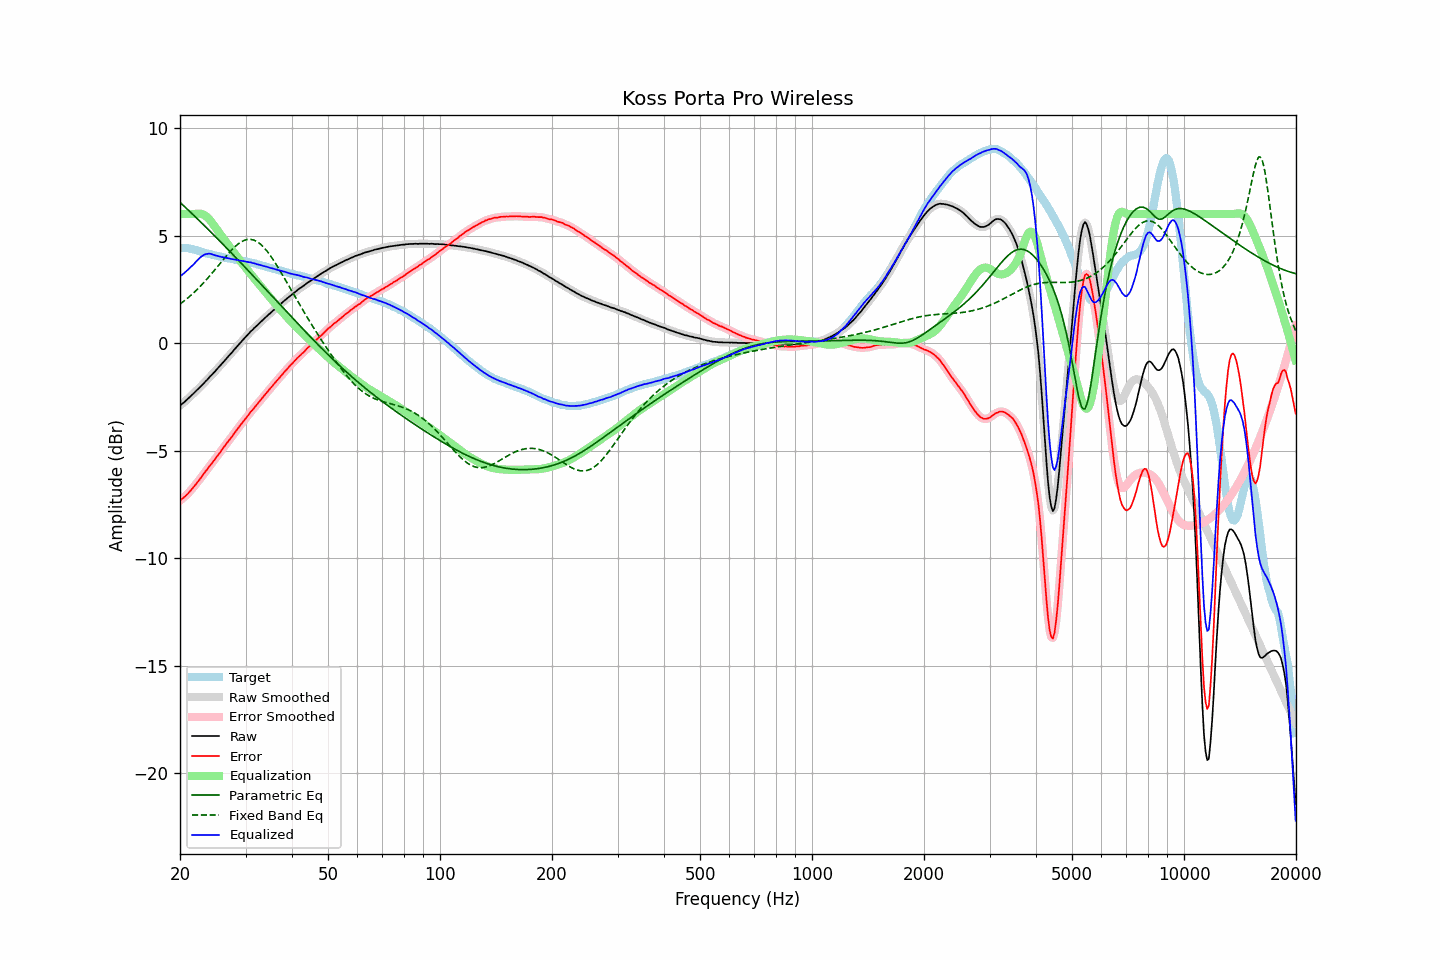 Koss Porta Pro Wireless
10
5
0
−5
−10
−15
−20
Amplitude (dBr)
Target
Raw Smoothed
Error Smoothed
Raw
Error
Equalization
Parametric Eq
Fixed Band Eq
Equalized
20 50 100 200 500 1000 2000 5000 10000 20000
Frequency (Hz)